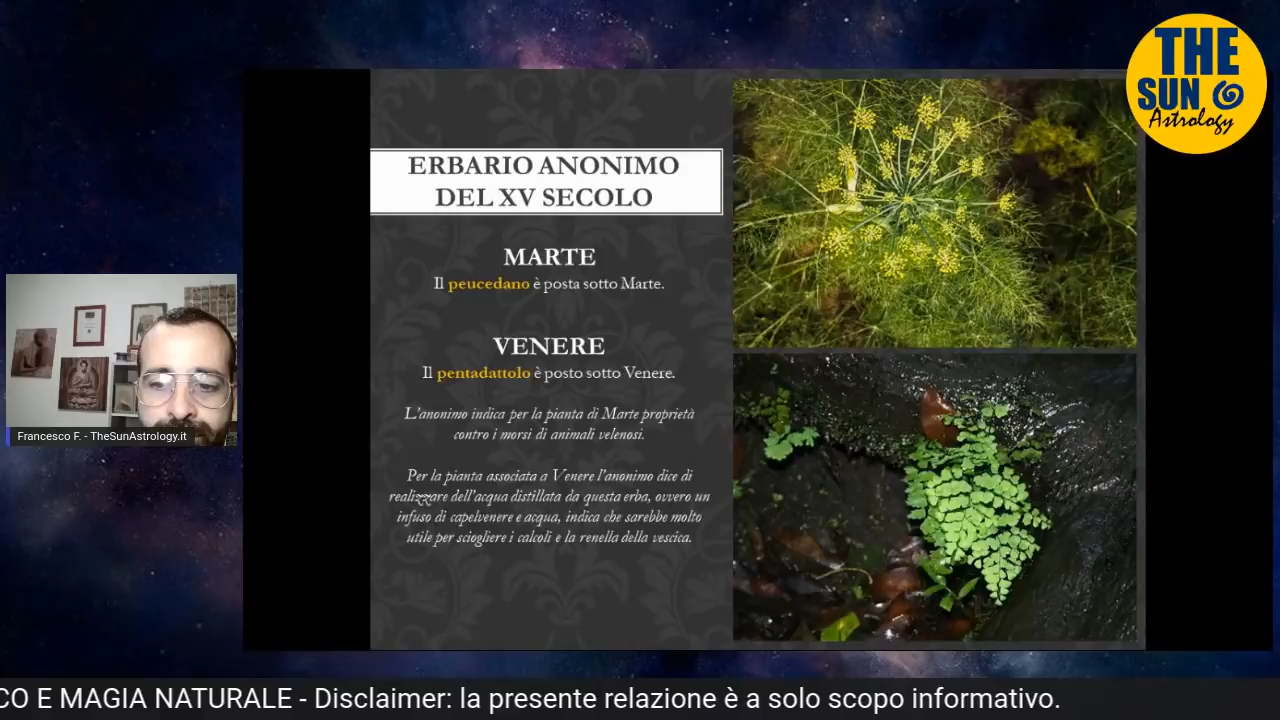 THE
SUN
Astrology
ERBARIO ANONIMO
DEL XV SECOLO
MARTE
Il peucedano è posta sotto Marte.
VENERE
Il pentadattolo è posto sotto Venere.
L'anonimo indica per la pianta di Marte proprietà
contro i morsi di animali velenosi.
Per la pianta associata a Venere l'anonimo dice di
realizzare dell'acqua distillata da questa erba, ovvero un
infuso di capelvenere e acqua, indica che sarebbe molto
utile per sciogliere i calcoli e la renella della vescica.
Francesco F. - TheSunAstrology.it
CO E MAGIA NATURALE - Disclaimer: la presente relazione è a solo scopo informativo.